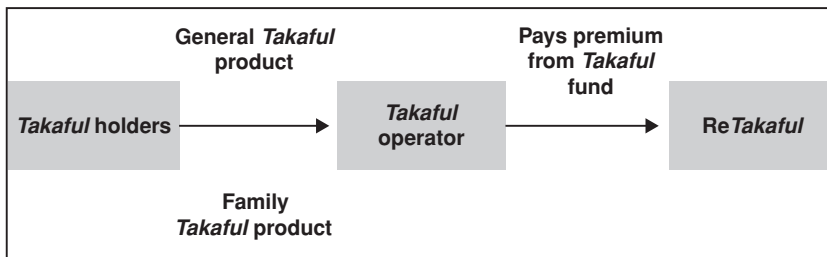 General Takaful
product
Pays premium
from Takaful
fund
Takaful holders
Takaful
operator
ReTakaful
Family
Takaful product